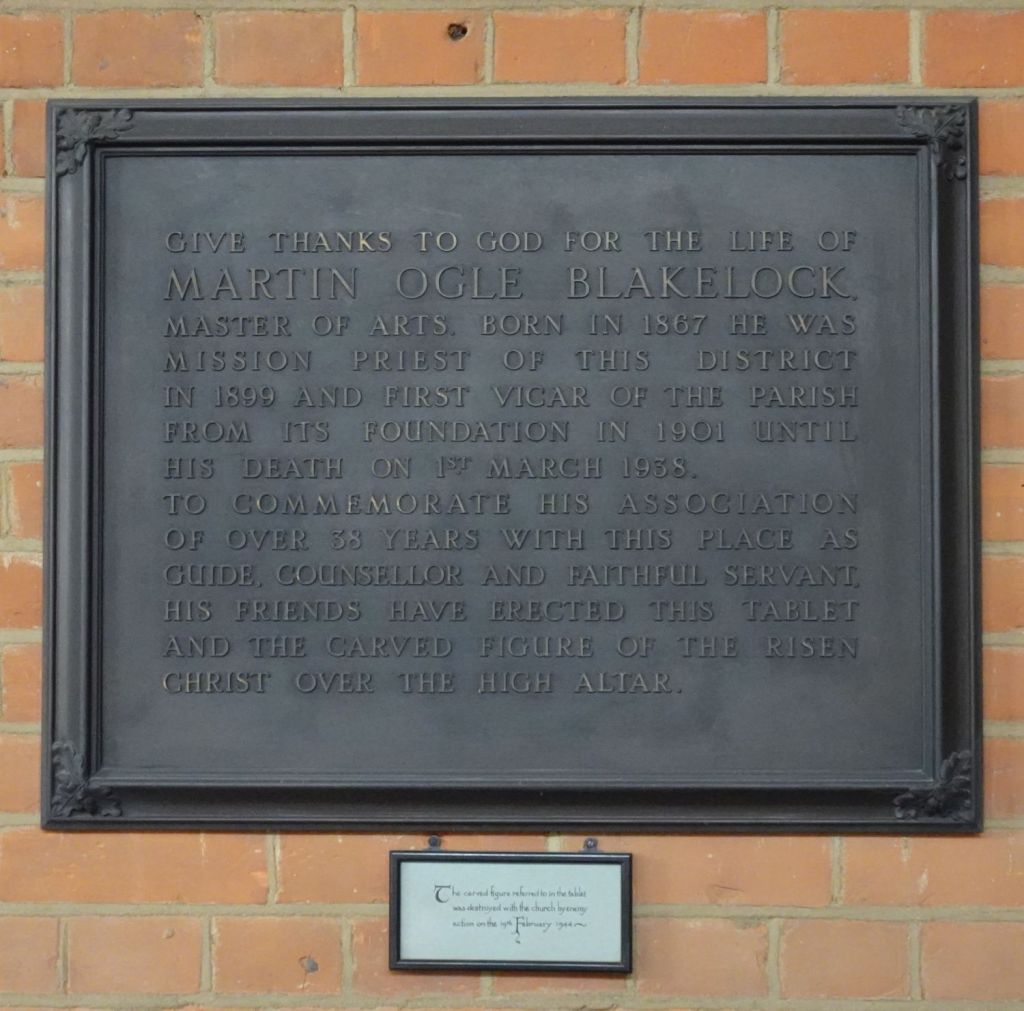 GIVE THANKS TO GOD FOR THE LIFE OF
MARTIN OGLE BLAKELOCK,
MASTER OF ARTS. BORN IN 1867 HE WAS
MISSION PRIEST OF THIS DISTRICT
IN 1899 AND FIRST VICAR OF THE PARISH
FROM ITS FOUNDATION IN 1901 UNTIL
HIS DEATH ON 1ST MARCH 1938.
TO COMMEMORATE HIS ASSOCIATION
OF OVER 38 YEARS WITH THIS PLACE AS
GUIDE, COUNSELLOR AND FAITHFUL SERVANT,
HIS FRIENDS HAVE ERECTED THIS TABLET
AND THE CARVED FIGURE OF THE RISEN
CHRIST OVER THE HIGH ALTAR.
The carved figure referred to in the tablet
was destroyed with the church by enemy
action on the 19th February 1944